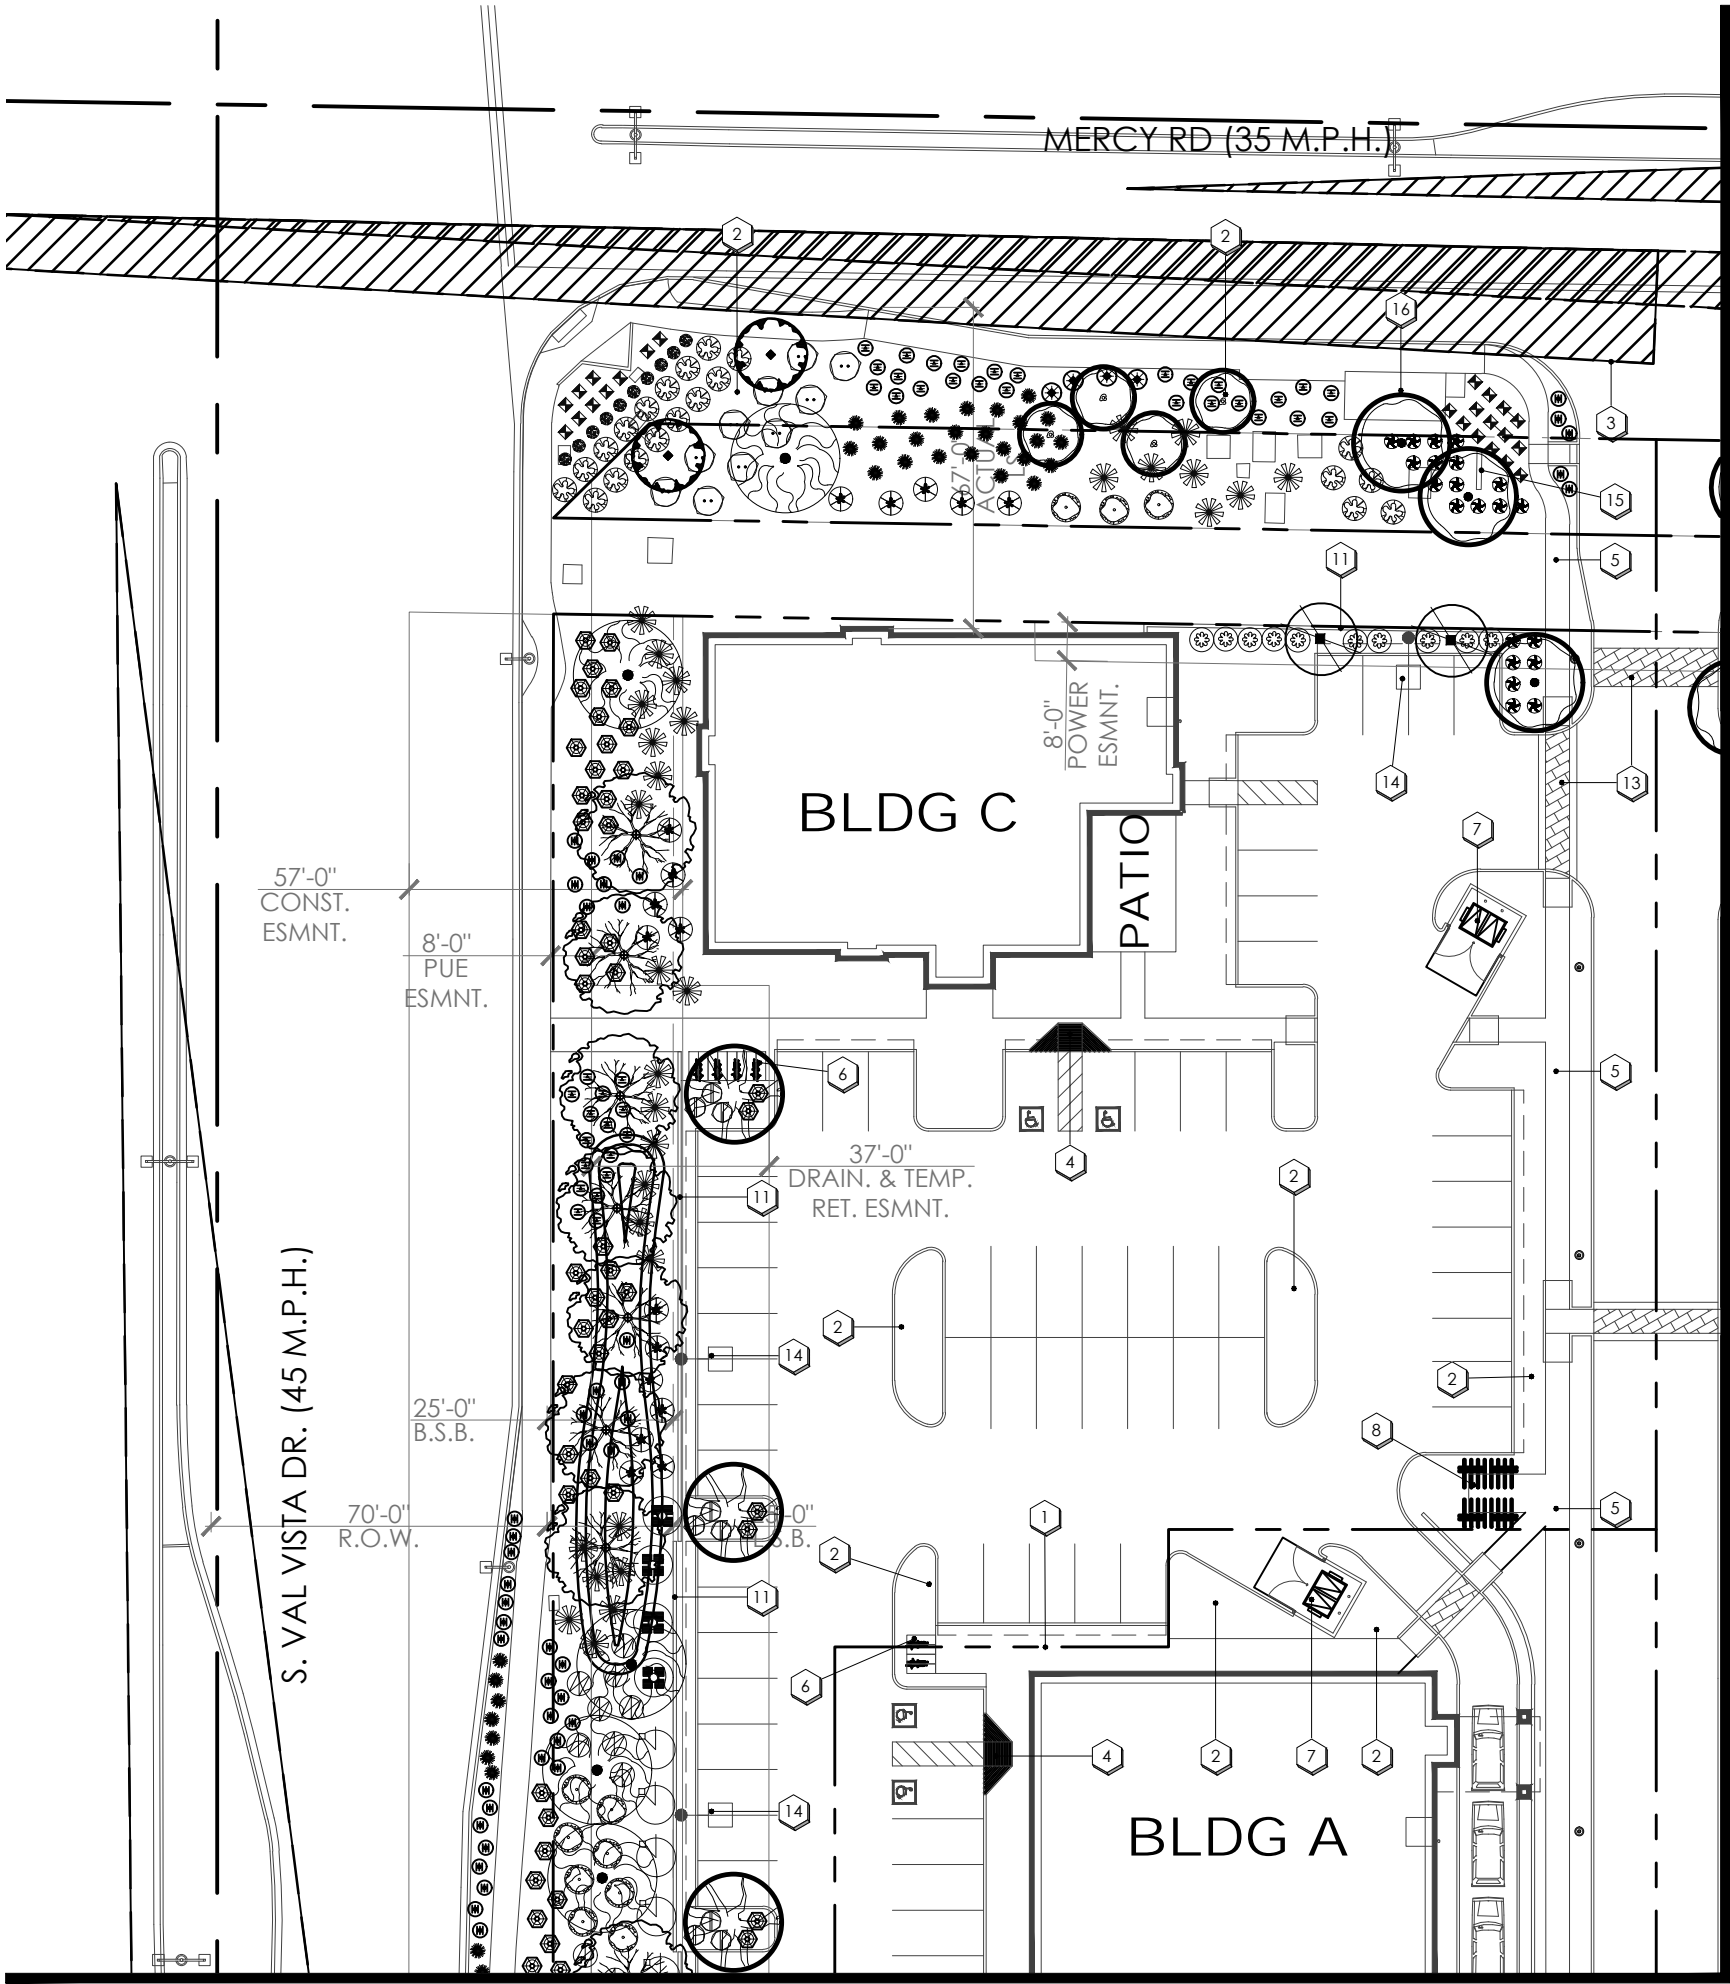 MERCY RD (35 M.P.H.)
2
2
16
3
67'-0"
ACTUAL
15
11
5
8'-0"
POWER
ESMNT.
14
13
7
BLDG C
PATIO
57'-0"
CONST.
ESMNT.
8'-0"
PUE
ESMNT.
6
5
4
37'-0"
DRAIN. & TEMP.
RET. ESMNT.
11
2
2
14
2
S. VAL VISTA DR. (45 M.P.H.)
25'-0"
B.S.B.
8
70'-0"
R.O.W.
5
1
2
11
6
4
2
7
2
14
BLDG A